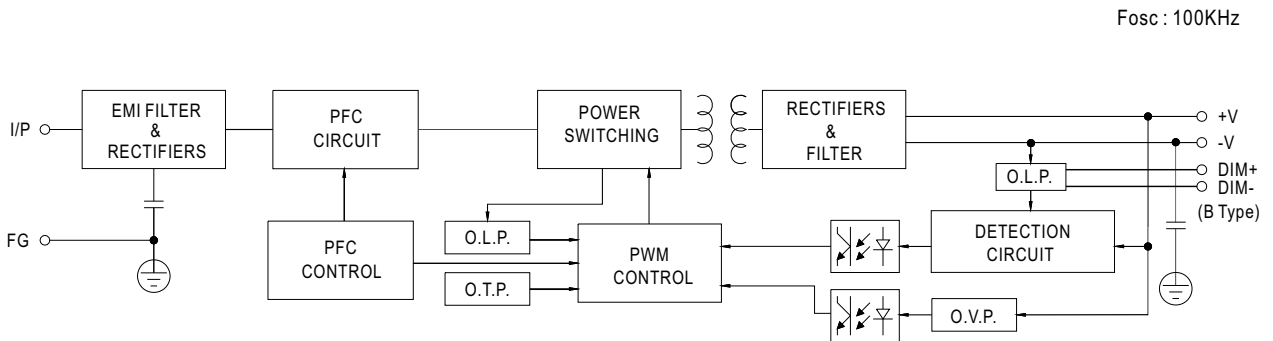 Fosc : 100KHz
I/P
EMI FILTER
&
RECTIFIERS
PFC
CIRCUIT
POWER
SWITCHING
RECTIFIERS
&
FILTER
+V
-V
DIM+
DIM-
(B Type)
O.L.P.
FG
PFC
CONTROL
O.L.P.
O.T.P.
PWM
CONTROL
DETECTION
CIRCUIT
O.V.P.